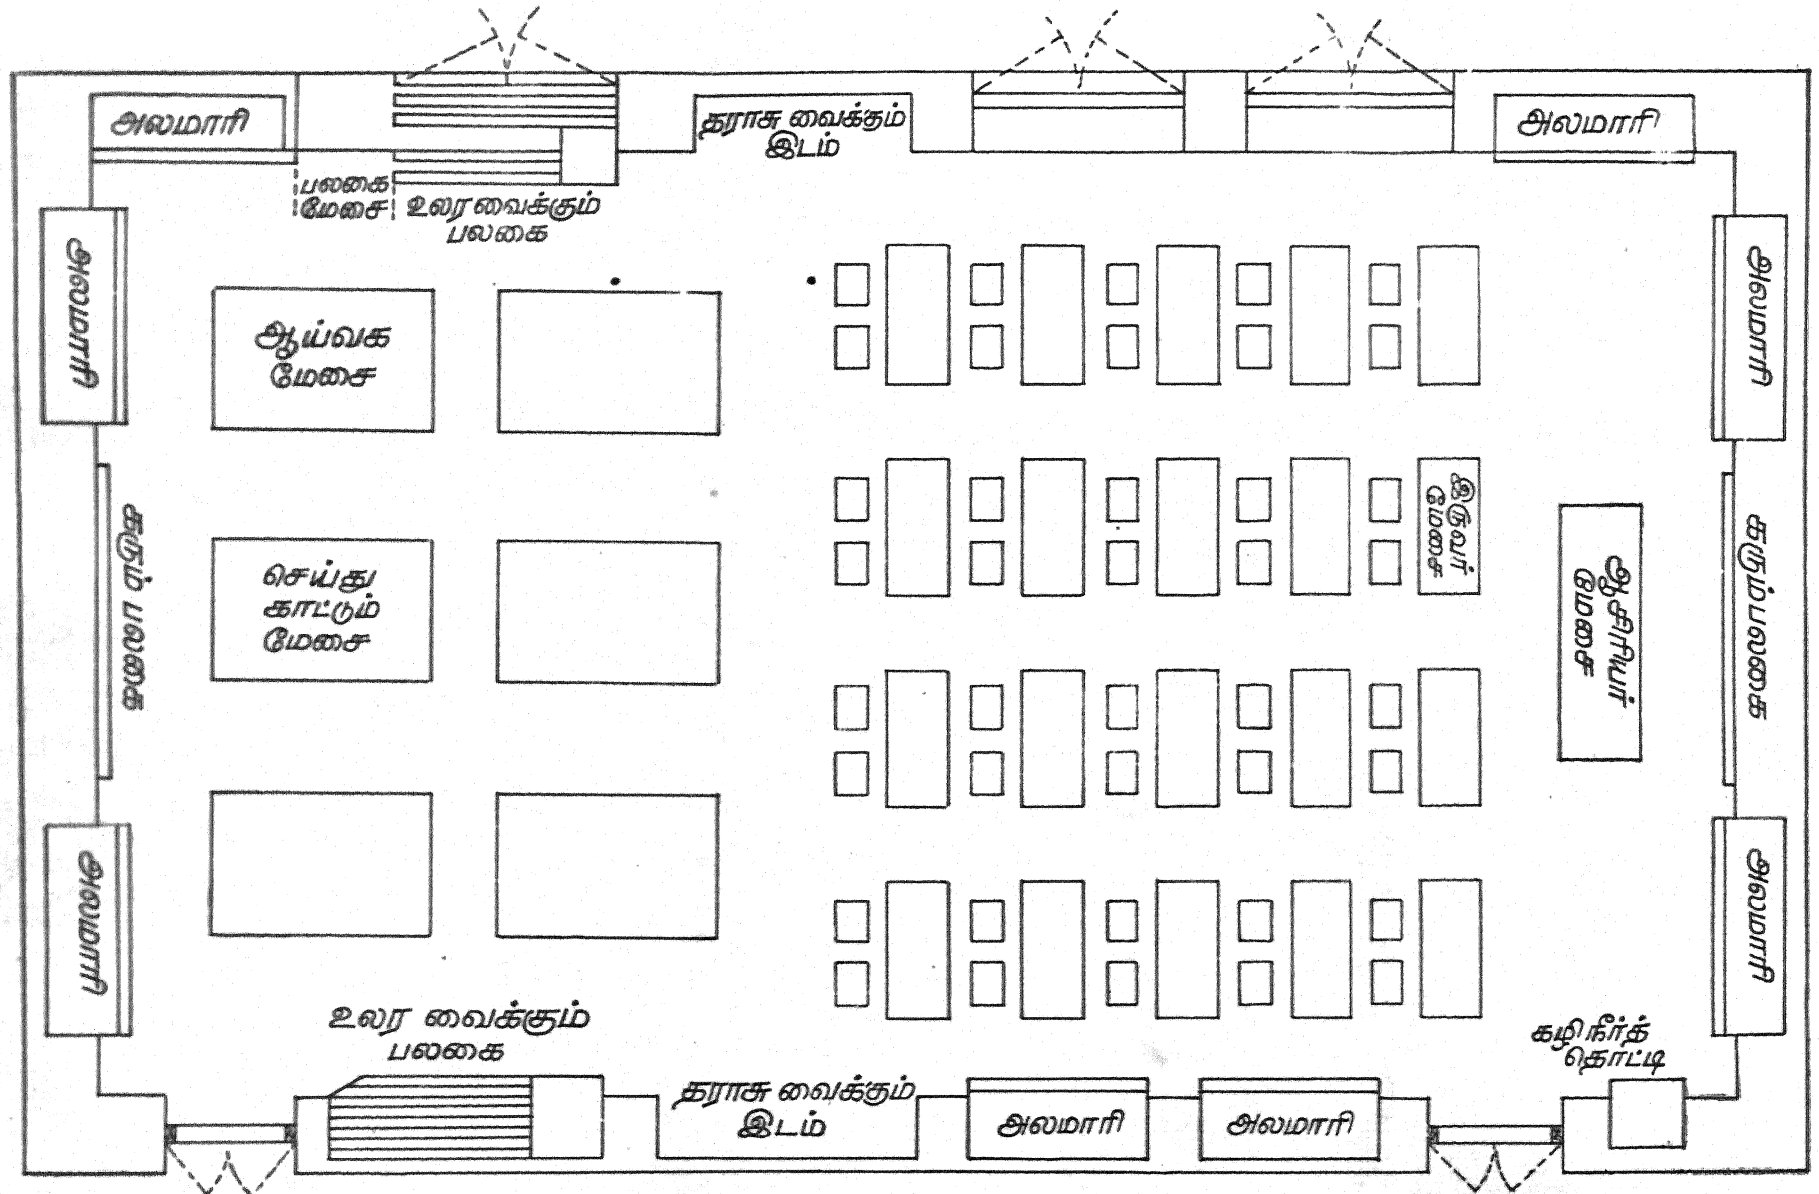 அலமாரி
தராசு வைக்கும்
இடம்
அலமாரி
பலகை
மேசை
உலரவைக்கும்
பலகை
அலமாரி
அலமாரி
ஆய்வக
மேசை
கரும் பலகை
செய்து
காட்டும்
மேசை
இருவர்
மேசை
ஆசிரியர்
மேசை
கரும்பலகை
அலமாரி
அலமாரி
உலர வைக்கும்
பலகை
தராசு வைக்கும்
இடம்
அலமாரி
அலமாரி
கழிநீர்த்
தொட்டி